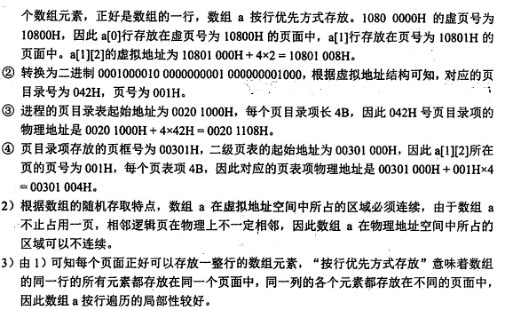 个数组元素，正好是数组的一行，数组 a 按行优先方式存放。1080 0000H 的虚页号为
10800H，因此 a[0]行存放在虚页号为 10800H 的页面中，a[1]行存放在页号为 10801H 的
页面中。a[1][2]的虚拟地址为 10801 000H + 4×2 = 10801 008H。
② 转换为二进制 0001000010 0000000001 000000001000，根据虚拟地址结构可知，对应的页
目录号为 042H，页号为 001H。
③ 进程的页目录表起始地址为 0020 1000H，每个页目录项长 4B，因此 042H 号页目录项的
物理地址是 0020 1000H + 4×42H = 0020 1108H。
④ 页目录项存放的页框号为 00301H，二级页表的起始地址为 00301 000H，因此 a[1][2]所在
页的页号为 001H，每个页表项 4B，因此对应的页表项物理地址是 00301 000H + 001H×4
= 00301 004H。
2）根据数组的随机存取特点，数组 a 在虚拟地址空间中所占的区域必须连续，由于数组 a
不止占用一页，相邻逻辑页在物理上不一定相邻，因此数组 a 在物理地址空间中所占的
区域可以不连续。
3）由 1）可知每个页面正好可以存放一整行的数组元素，“按行优先方式存放”意味着数组
的同一行的所有元素都存放在同一个页面中，同一列的各个元素都存放在不同的页面中，
因此数组 a 按行遍历的局部性较好。